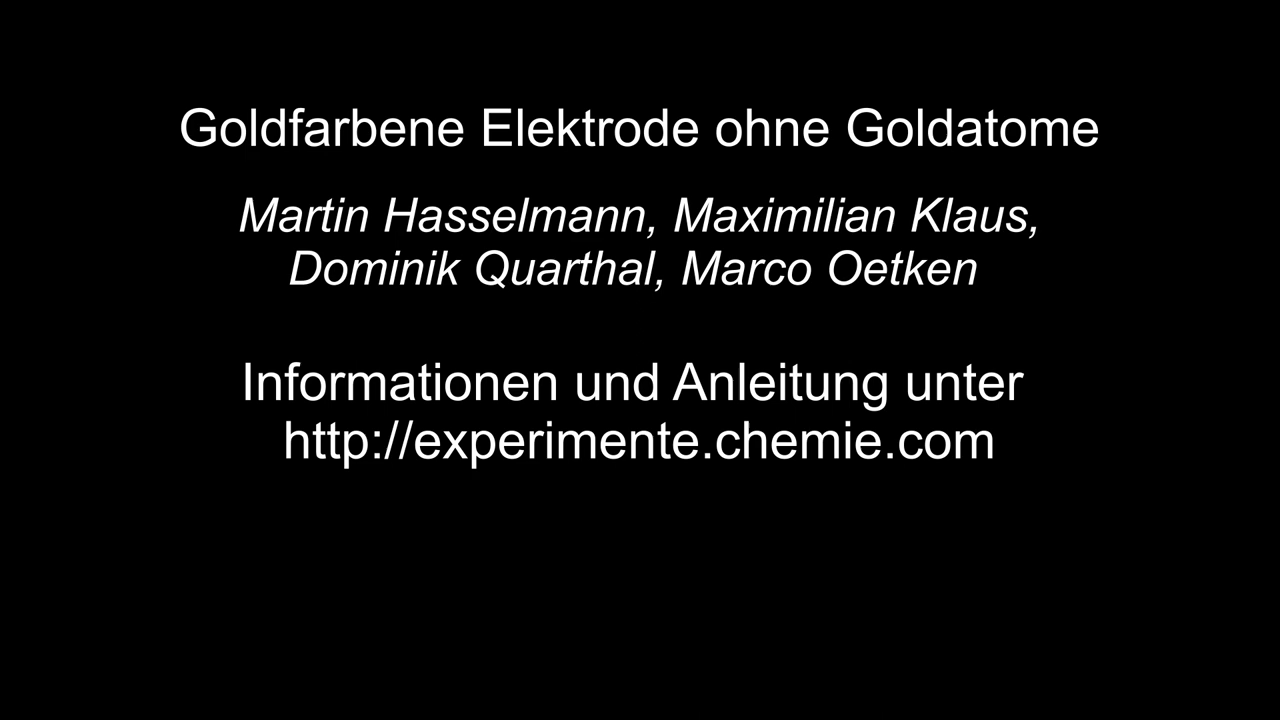 Goldfarbene Elektrode ohne Goldatome
Martin Hasselmann, Maximilian Klaus,
Dominik Quarthal, Marco Oetken
Informationen und Anleitung unter
http://experimente.chemie.com